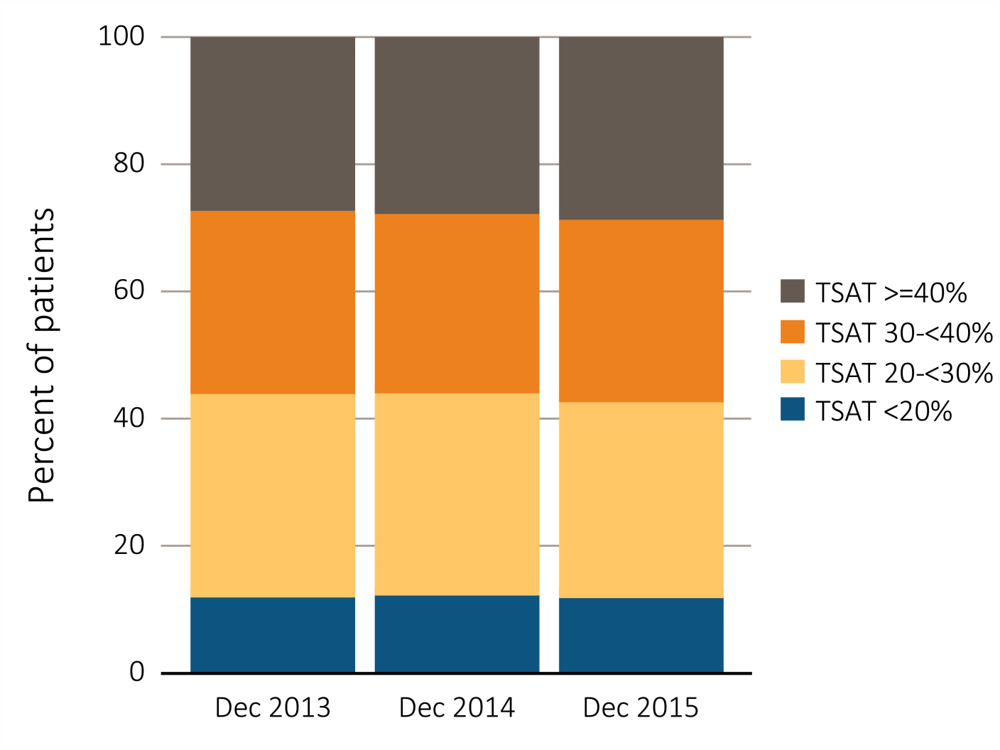 Percent of patients
100
80
60
40
20
0
Dec 2013
Dec 2014
Dec 2015
TSAT >=40%
TSAT 30-<40%
TSAT 20-<30%
TSAT <20%